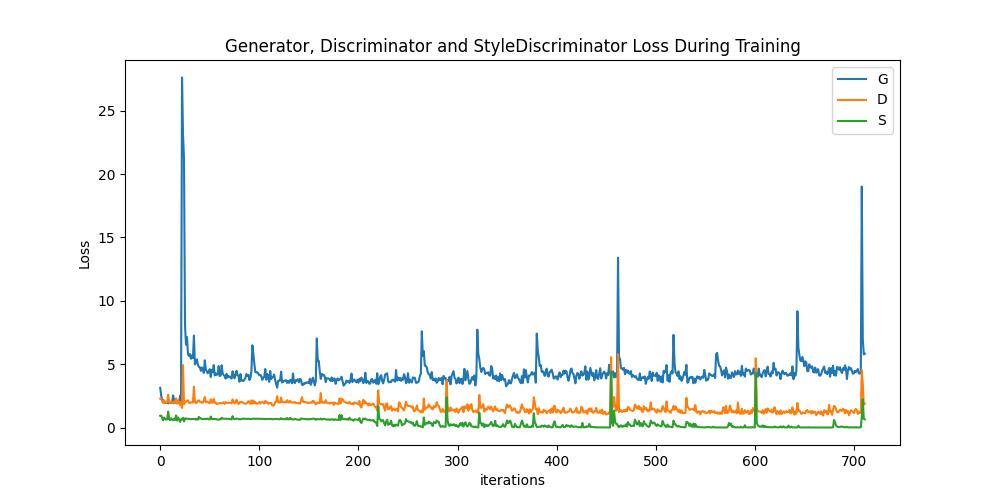 Generator, Discriminator and StyleDiscriminator Loss During Training
G
D
S
25
20
15
10
5
0
Loss
0 100 200 300 400 500 600 700
iterations